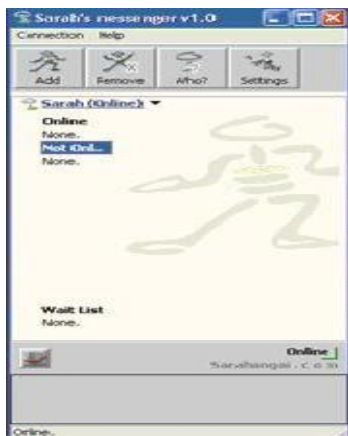 Sarah's messenger v1.0
Connection Help
Add Remove Who? Settings
Sarah (Online)
Online
None.
Not Onl...
None.
Wait List
None.
Online
Online.